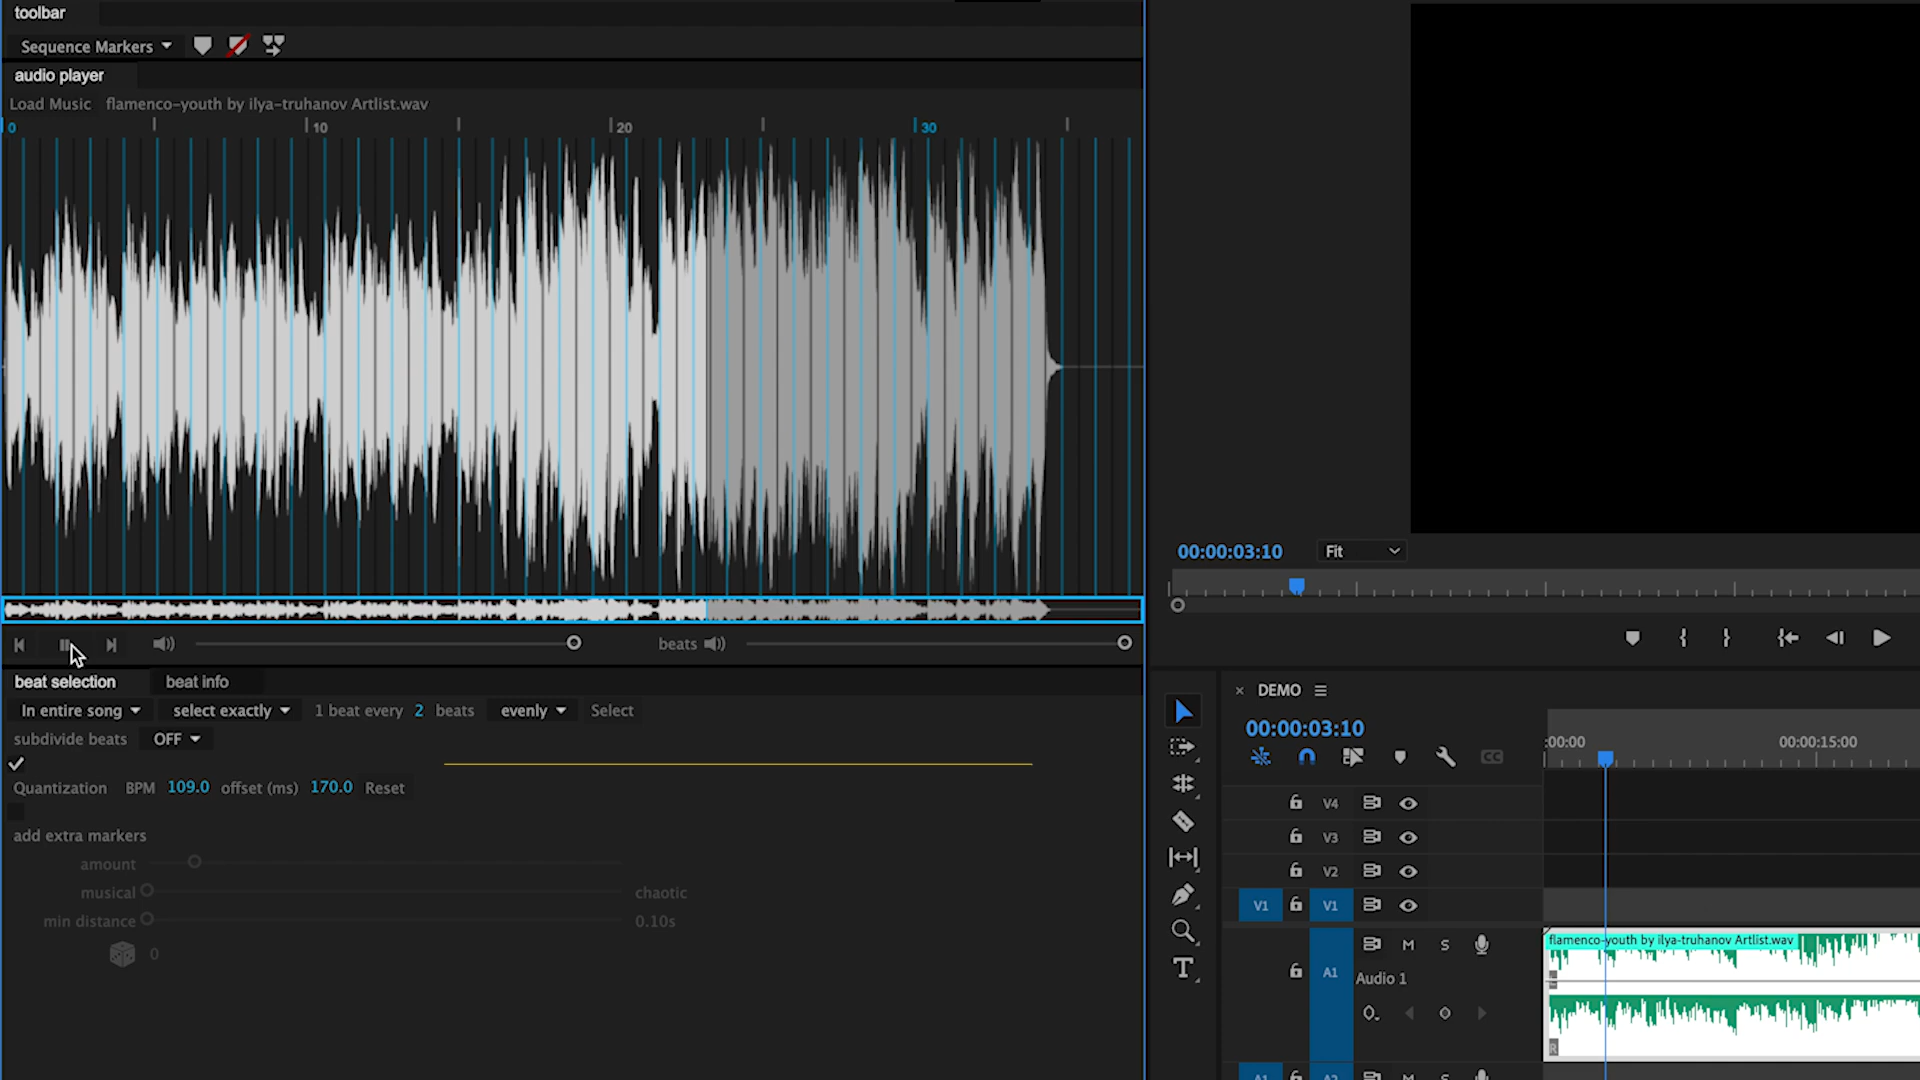 toolbar
Sequence Markers
audio player
Load Music flamenco-youth by ilya-truhanov Artlist.wav
0 10 20 30
beats
beat selection beat info
In entire song select exactly 1 beat every 2 beats evenly Select
subdivide beats OFF
Quantization BPM 109.0 offset (ms) 170.0 Reset
add extra markers
amount
musical chaotic
min distance 0.10s
0
00:00:03:10 Fit
DEMO
00:00:03:10
:00:00 00:00:15:00
CC
V4
V3
V2
V1 V1
flamenco-youth by ilya-truhanov Artlist.wav
M S
A1 Audio 1
R
A1 A2 M S